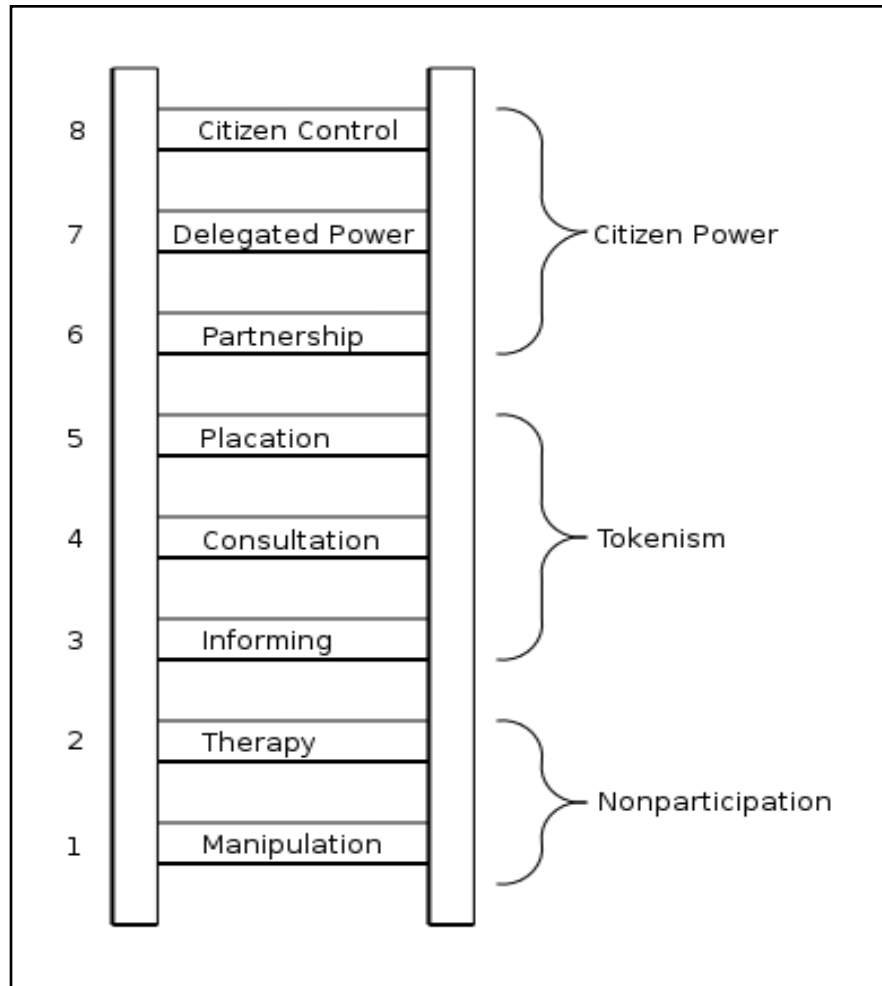 8 Citizen Control
7 Delegated Power Citizen Power
6 Partnership
5 Placation
4 Consultation Tokenism
3 Informing
2 Therapy
Nonparticipation
1 Manipulation